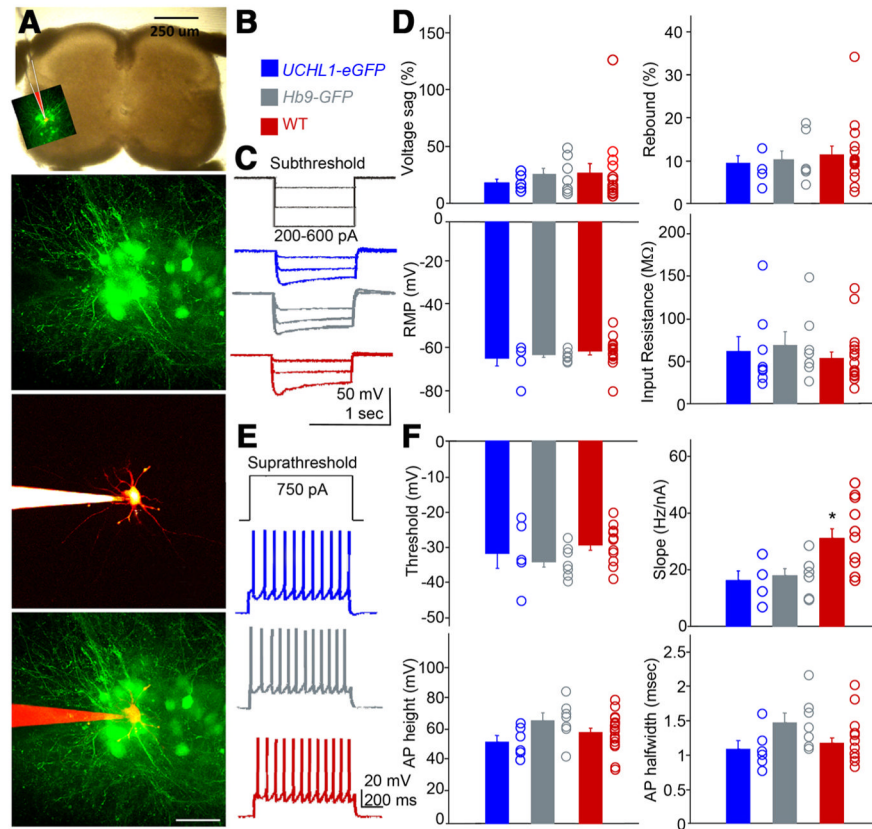 A
250 um
B
UCHL1-eGFP
Hb9-GFP
WT
C
Subthreshold
200-600 pA
50 mV
1 sec
D
Voltage sag (%)
150
100
50
0
Rebound (%)
40
30
20
10
0
RMP (mV)
-20
-40
-60
-80
Input Resistance (MΩ)
200
150
100
50
0
E
Suprathreshold
750 pA
20 mV
200 ms
F
Threshold (mV)
0
-10
-20
-30
-40
-50
Slope (Hz/nA)
60
40
20
0
*
AP height (mV)
100
80
60
40
20
0
AP halfwidth (msec)
2.5
2
1.5
1
0.5
0